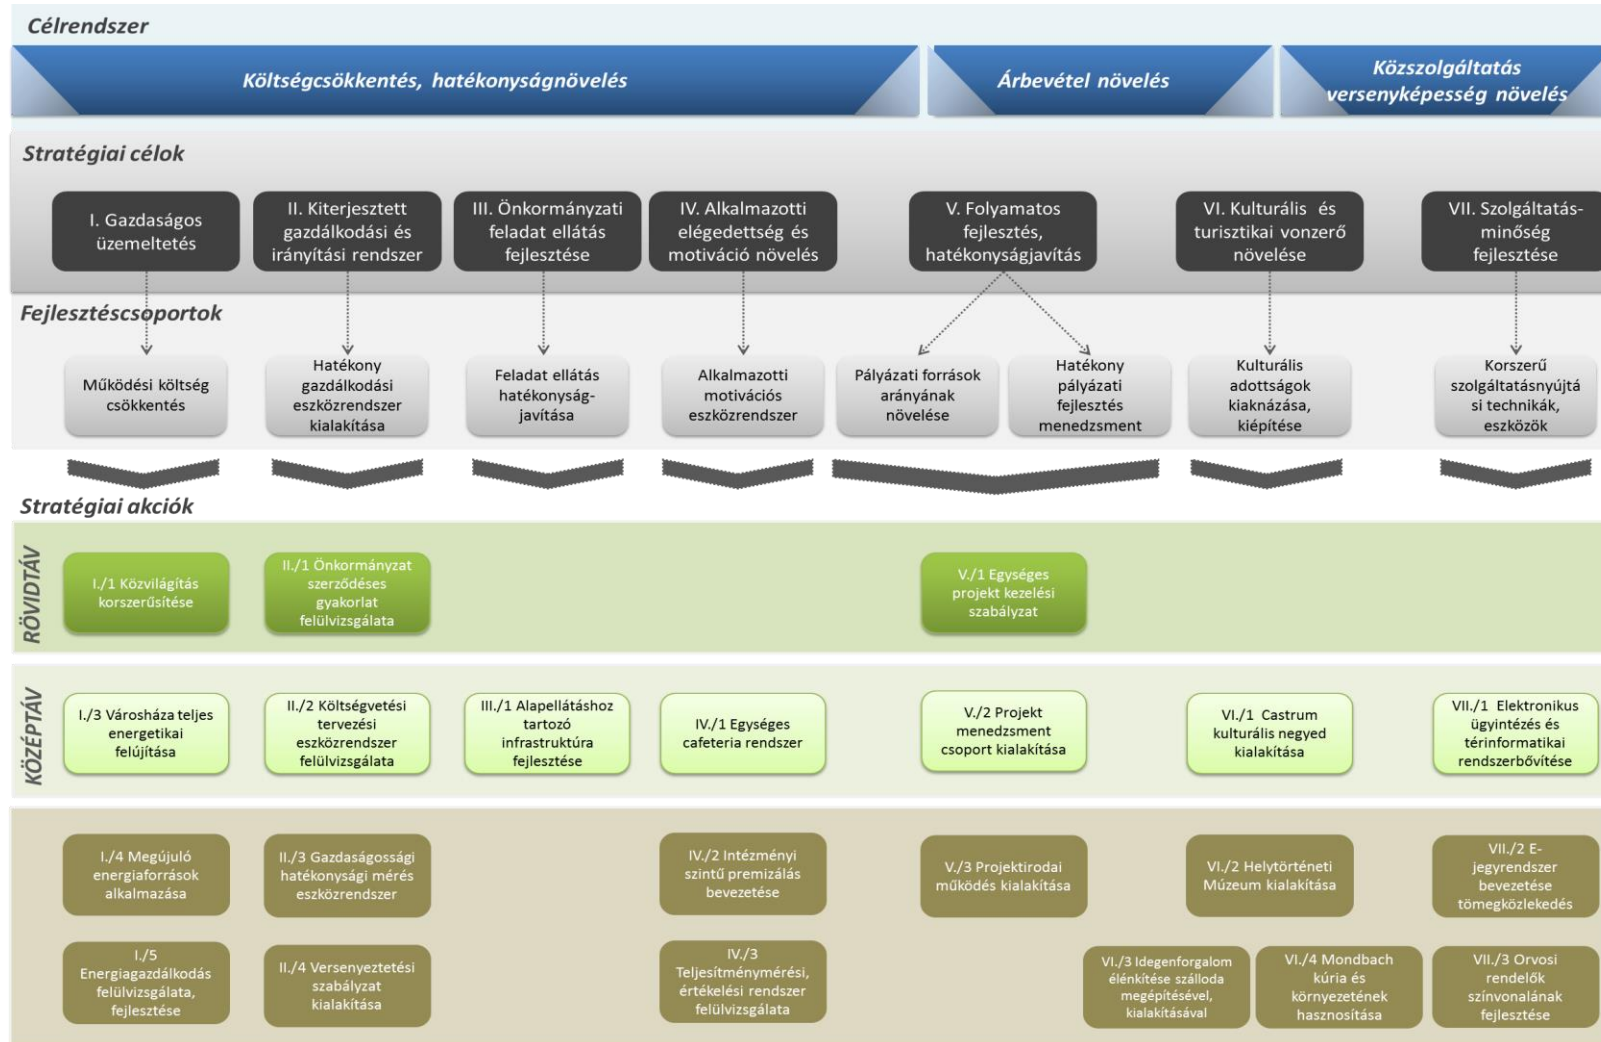 Célrendszer
Költségcsökkentés, hatékonyságnövelés
Árbevétel növelés
Közszolgáltatás
versenyképesség növelés
Stratégiai célok
I. Gazdaságos
üzemeltetés
II. Kiterjesztett
gazdálkodási és
irányítási rendszer
III. Önkormányzati
feladat ellátás
fejlesztése
IV. Alkalmazotti
elégedettség és
motiváció növelés
V. Folyamatos
fejlesztés,
hatékonyságjavítás
VI. Kulturális és
turisztikai vonzerő
növelése
VII. Szolgáltatás-
minőség
fejlesztése
Fejlesztéscsoportok
Működési költség
csökkentés
Hatékony
gazdálkodási
eszközrendszer
kialakítása
Feladat ellátás
hatékonyság-
javítása
Alkalmazotti
motivációs
eszközrendszer
Pályázati források
arányának
növelése
Hatékony
pályázati
fejlesztés
menedzsment
Kulturális
adottságok
kiaknázása,
kiépítése
Korszerű
szolgáltatásnyújtá
si technikák,
eszközök
Stratégiai akciók
RÖVIDTÁV
I./1 Közvilágítás
korszerűsítése
II./1 Önkormányzat
szerződéses
gyakorlat
felülvizsgálata
V./1 Egységes
projekt kezelési
szabályzat
KÖZÉPTÁV
I./3 Városháza teljes
energetikai
felújítása
II./2 Költségvetési
tervezési
eszközrendszer
felülvizsgálata
III./1 Alapellátáshoz
tartozó
infrastruktúra
fejlesztése
IV./1 Egységes
cafeteria rendszer
V./2 Projekt
menedzsment
csoport kialakítása
VI./1 Castrum
kulturális negyed
kialakítása
VII./1 Elektronikus
ügyintézés és
térinformatikai
rendszerbővítése
I./4 Megújuló
energiaforrások
alkalmazása
II./3 Gazdaságossági
hatékonysági mérés
eszközrendszer
IV./2 Intézményi
szintű premizálás
bevezetése
V./3 Projektirodai
működés kialakítása
VI./2 Helytörténeti
Múzeum kialakítása
VII./2 E-
jegyrendszer
bevezetése
tömegközlekedés
I./5
Energiagazdálkodás
felülvizsgálata,
fejlesztése
II./4 Versenyeztetési
szabályzat
kialakítása
IV./3
Teljesítménymérési,
értékelési rendszer
felülvizsgálata
VI./3 Idegenforgalom
élénkítése szálloda
megépítésével,
kialakításával
VI./4 Mondbach
kúria és
környezetének
hasznosítása
VII./3 Orvosi
rendelők
színvonalának
fejlesztése